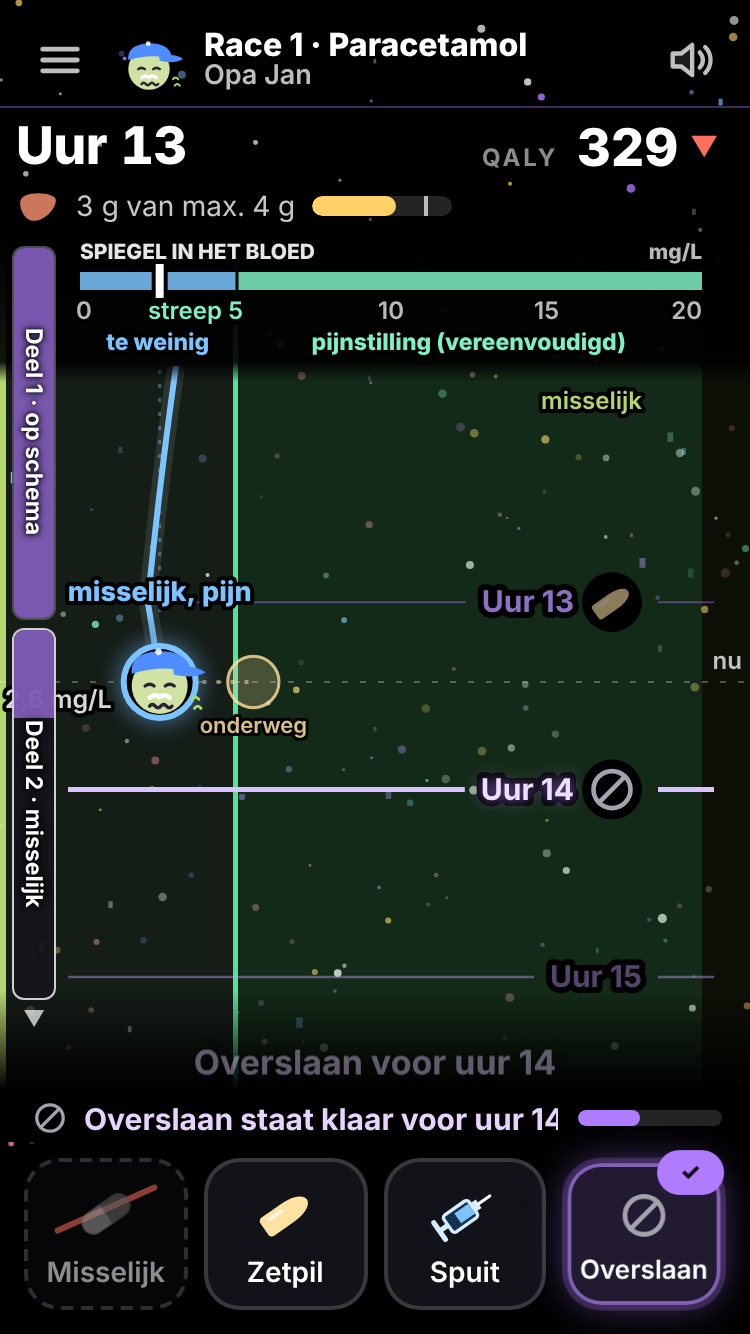 Race 1 · Paracetamol
Opa Jan
Uur 13
QALY 329
3 g van max. 4 g
SPIEGEL IN HET BLOED mg/L
0 streep 5 10 15 20
te weinig pijnstilling (vereenvoudigd)
misselijk
Deel 1 · op schema
misselijk, pijn
Uur 13
nu
2,6 mg/L
onderweg
Deel 2 · misselijk
Uur 14
Uur 15
Overslaan voor uur 14
Overslaan staat klaar voor uur 14
Misselijk
Zetpil
Spuit
Overslaan